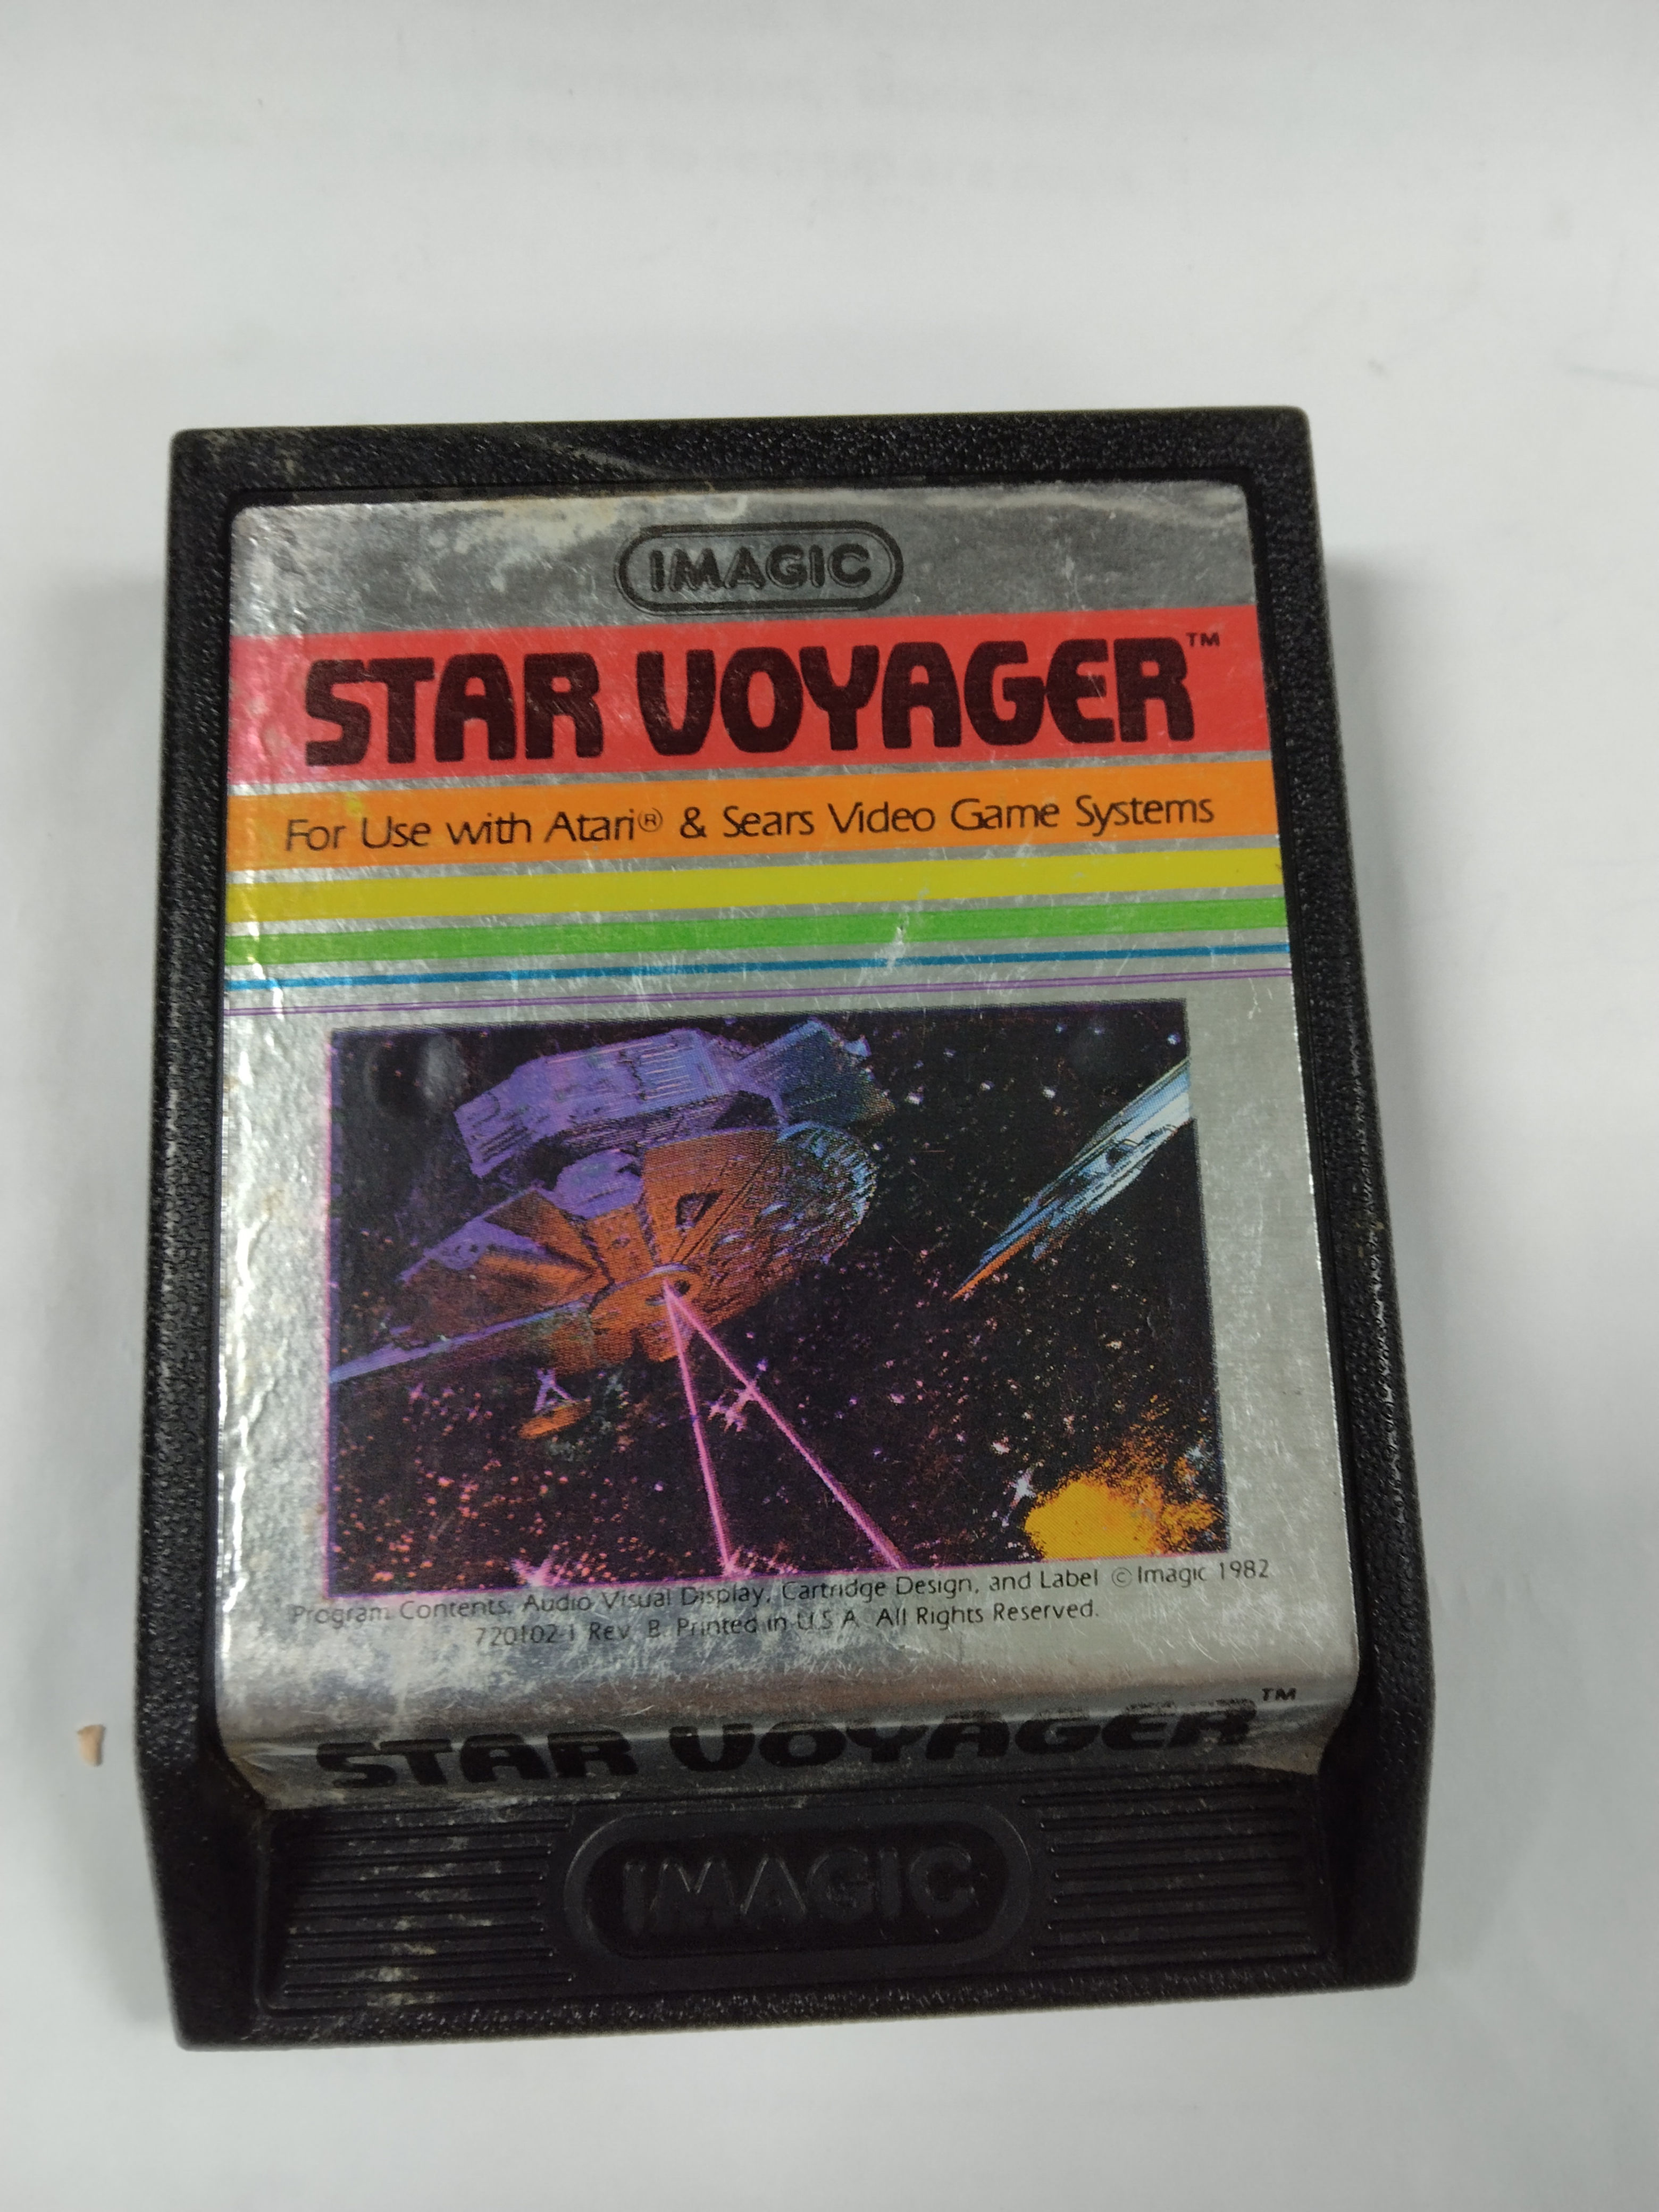 IMAGIC
STAR VOYAGER™
For Use with Atari® & Sears Video Game Systems
Program Contents, Audio Visual Display, Cartridge Design, and Label © Imagic 1982
720102-1 Rev. B. Printed in U.S.A. All Rights Reserved.
STAR VOYAGER™
IMAGIC